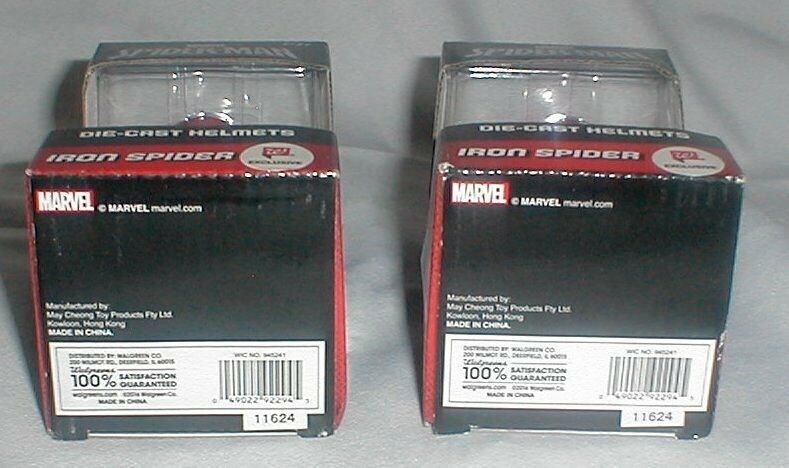 SPIDER-MAN
DIE-CAST HELMETS
IRON SPIDER
EXCLUSIVE
MARVEL © MARVEL marvel.com
Manufactured by:
May Cheong Toy Products Fty Ltd.
Kowloon, Hong Kong
MADE IN CHINA.
DISTRIBUTED BY: WALGREEN CO.
200 WILMOT RD., DEERFIELD, IL 60015
Walgreens
100% SATISFACTION
GUARANTEED
walgreens.com ©2016 Walgreen Co.
MADE IN CHINA
WIC NO. 945241
0 49022 92294 3
11624
SPIDER-MAN
DIE-CAST HELMETS
IRON SPIDER
EXCLUSIVE
MARVEL © MARVEL marvel.com
Manufactured by:
May Cheong Toy Products Fty Ltd.
Kowloon, Hong Kong
MADE IN CHINA.
DISTRIBUTED BY: WALGREEN CO.
200 WILMOT RD., DEERFIELD, IL 60015
Walgreens
100% SATISFACTION
GUARANTEED
walgreens.com ©2016 Walgreen Co.
MADE IN CHINA
WIC NO. 945241
0 49022 92294 3
11624